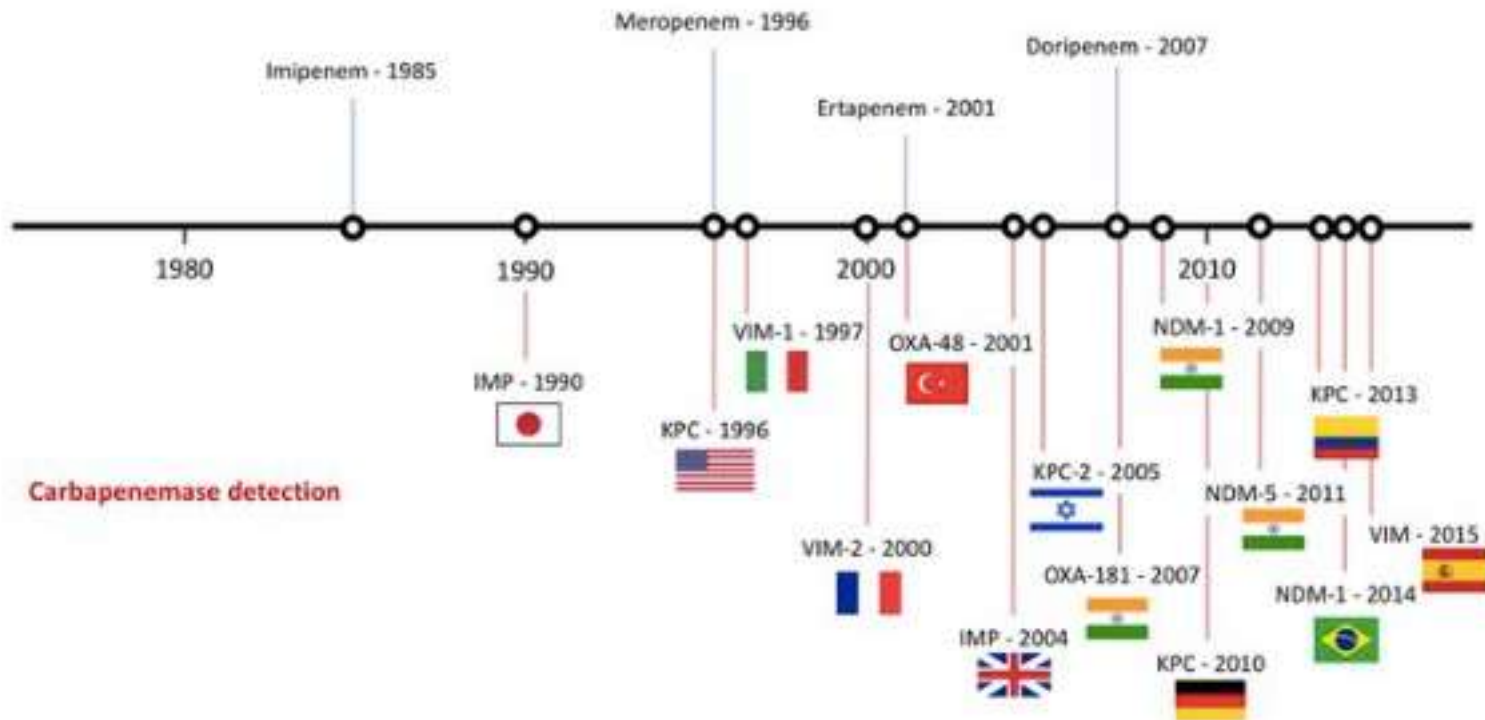 Meropenem - 1996
Doripenem - 2007
Imipenem - 1985
Ertapenem - 2001
1980
1990
2000
2010
VIM-1 - 1997
OXA-48 - 2001
NDM-1 - 2009
IMP - 1990
KPC - 2013
KPC - 1996
KPC-2 - 2005
Carbapenemase detection
NDM-5 - 2011
VIM - 2015
VIM-2 - 2000
OXA-181 - 2007
NDM-1 - 2014
IMP - 2004
KPC - 2010